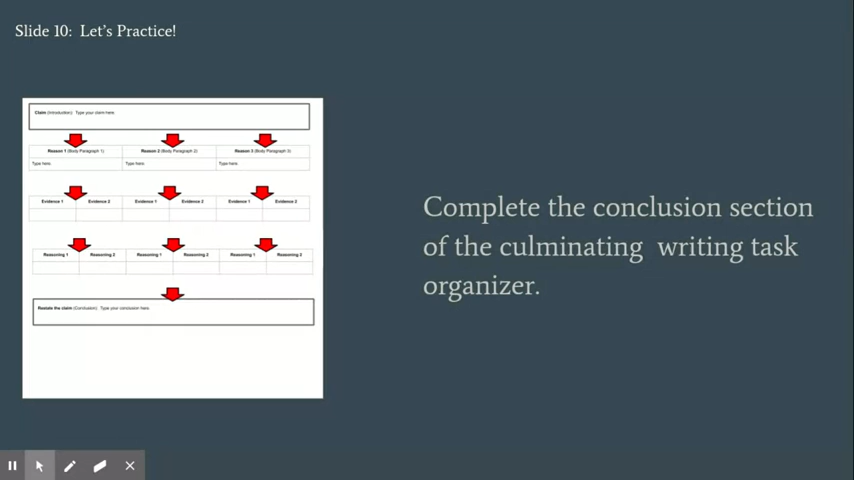 Slide 10: Let's Practice!
Claim (Introduction). Type your claim here.
Reason 1 (Body Paragraph 1) Reason 2 (Body Paragraph 2) Reason 3 (Body Paragraph 3)
Type here. Type here. Type here.
Evidence 1 Evidence 2 Evidence 1 Evidence 2 Evidence 1 Evidence 2
Reasoning 1 Reasoning 2 Reasoning 1 Reasoning 2 Reasoning 1 Reasoning 2
Restate the claim (Conclusion). Type your conclusion here.
Complete the conclusion section
of the culminating writing task
organizer.